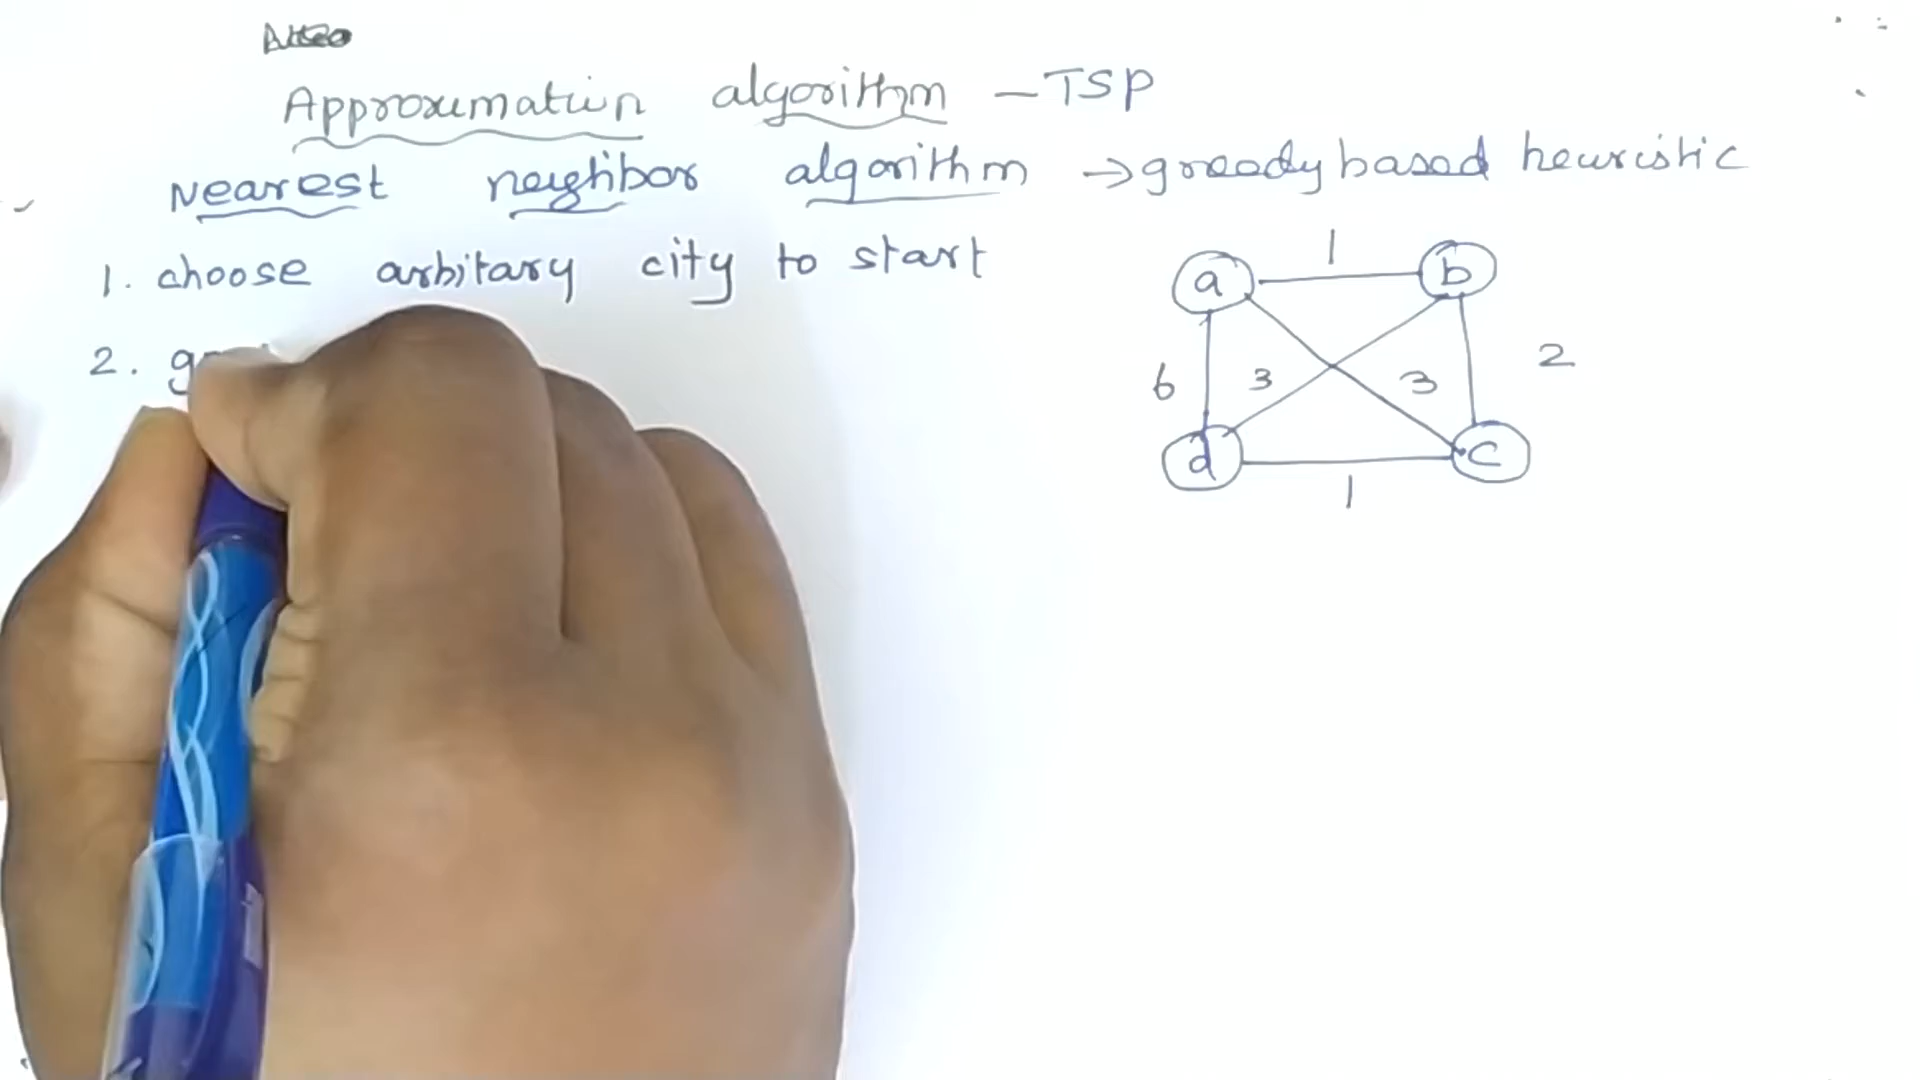 Approximation algorithm – TSP
Nearest neighbor algorithm → greedy based heuristic
1. choose arbitary city to start
2.
a 1 b
6 3 3 2
d 1 c